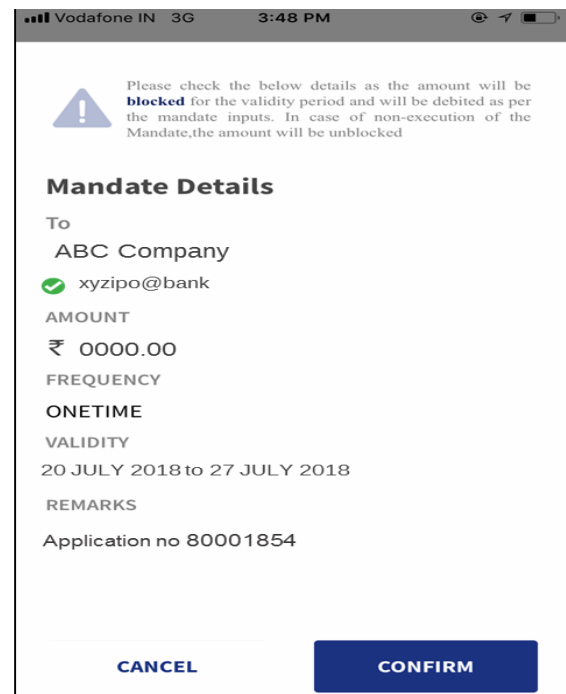 Vodafone IN 3G 3:48 PM
Please check the below details as the amount will be
blocked for the validity period and will be debited as per
the mandate inputs. In case of non-execution of the
Mandate,the amount will be unblocked
Mandate Details
To
ABC Company
xyzipo@bank
AMOUNT
₹ 0000.00
FREQUENCY
ONETIME
VALIDITY
20 JULY 2018 to 27 JULY 2018
REMARKS
Application no 80001854
CANCEL CONFIRM